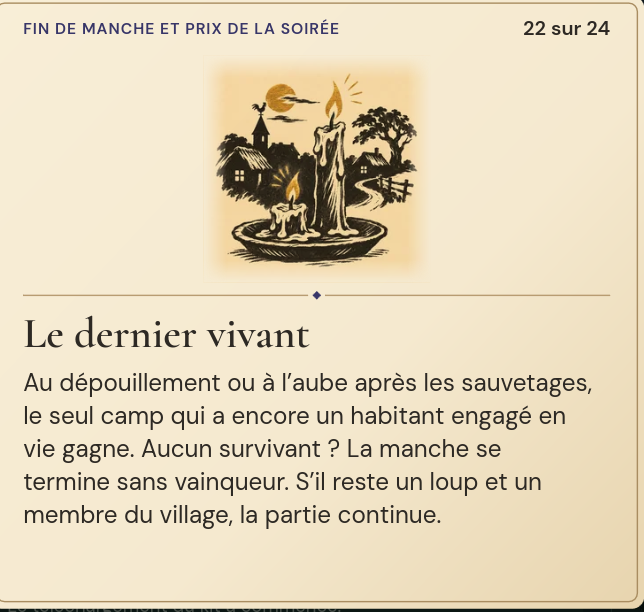 FIN DE MANCHE ET PRIX DE LA SOIRÉE
22 sur 24
Le dernier vivant
Au dépouillement ou à l’aube après les sauvetages,
le seul camp qui a encore un habitant engagé en
vie gagne. Aucun survivant ? La manche se
termine sans vainqueur. S’il reste un loup et un
membre du village, la partie continue.